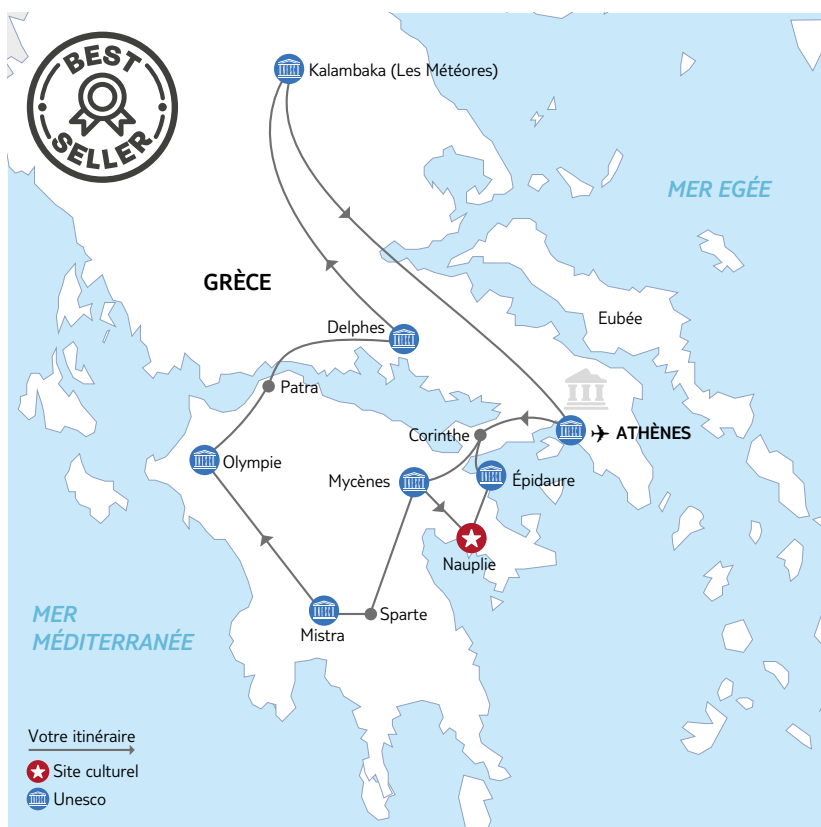 BEST
SELLER
Kalambaka (Les Météores)
MER EGÉE
GRÈCE
Eubée
Delphes
Patra
Corinthe
ATHÈNES
Olympie
Mycènes
Épidaure
Nauplie
Sparte
Mistra
MER
MÉDITERRANÉE
Votre itinéraire
Site culturel
Unesco